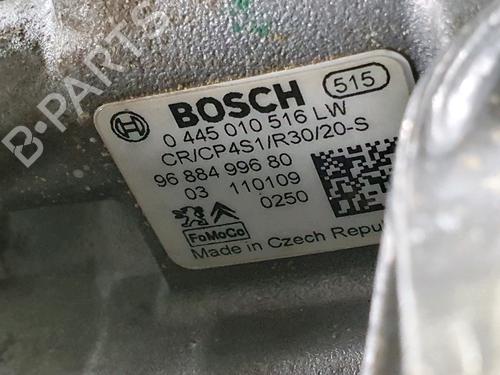 BOSCH
515
0 445 010 516 LW
CR/CP4S1/R30/20-S
96 884 996 80
03 110109
0250
FoMoCo
Made in Czech Repu
B-PARTS